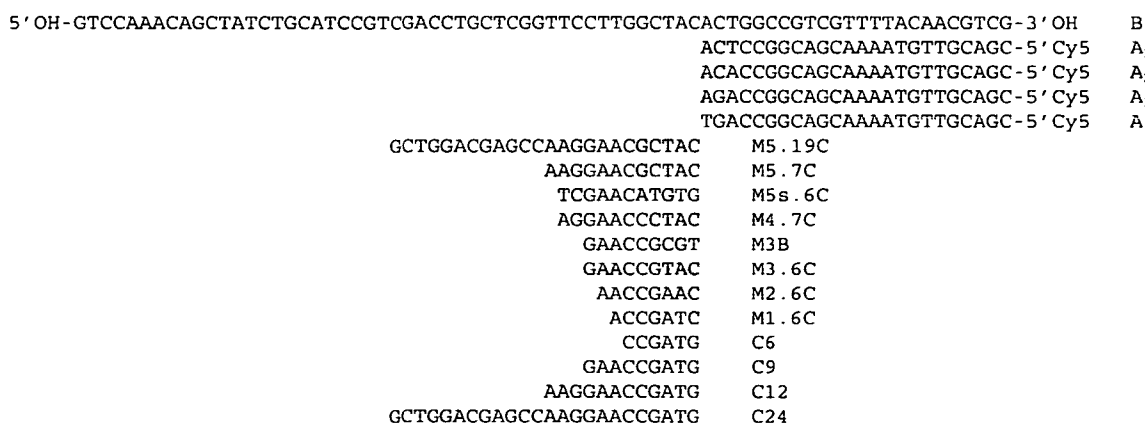 5'OH-GTCCAAACAGCTATCTGCATCCGTCGACCTGCTCGGTTCCTTGGCTACACTGGCCGTCGTTTTACAACGTCG-3'OH B
ACTCCGGCAGCAAAATGTTGCAGC-5'Cy5 A
ACACCGGCAGCAAAATGTTGCAGC-5'Cy5 A
AGACCGGCAGCAAAATGTTGCAGC-5'Cy5 A
TGACCGGCAGCAAAATGTTGCAGC-5'Cy5 A
GCTGGACGAGCCAAGGAACGCTAC M5.19C
AAGGAACGCTAC M5.7C
TCGAACATGTG M5s.6C
AGGAACCCTAC M4.7C
GAACCGCGT M3B
GAACCGTAC M3.6C
AACCGAAC M2.6C
ACCGATC M1.6C
CCGATG C6
GAACCGATG C9
AAGGAACCGATG C12
GCTGGACGAGCCAAGGAACCGATG C24